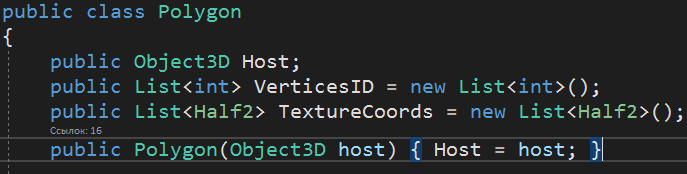 public class Polygon
{
public Object3D Host;
public List<int> VerticesID = new List<int>();
public List<Half2> TextureCoords = new List<Half2>();
Ссылок: 16
public Polygon(Object3D host) { Host = host; }